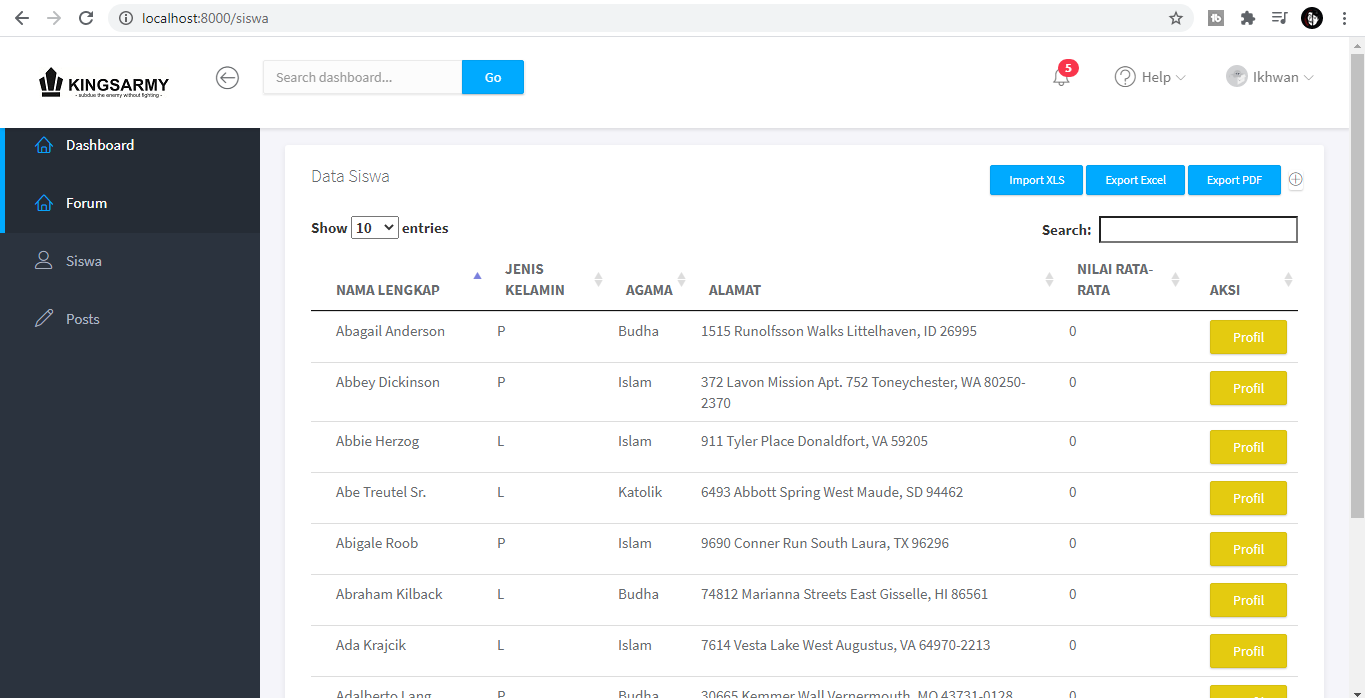 localhost:8000/siswa
KINGSARMY
- subdue the enemy without fighting -
Search dashboard...
Go
5
Help
Ikhwan
Dashboard
Forum
Siswa
Posts
Data Siswa
Import XLS
Export Excel
Export PDF
Show 10 entries
Search:
NAMA LENGKAP
JENIS
KELAMIN
AGAMA
ALAMAT
NILAI RATA-
RATA
AKSI
Abagail Anderson P Budha 1515 Runolfsson Walks Littelhaven, ID 26995 0 Profil
Abbey Dickinson P Islam 372 Lavon Mission Apt. 752 Toneychester, WA 80250-
2370 0 Profil
Abbie Herzog L Islam 911 Tyler Place Donaldfort, VA 59205 0 Profil
Abe Treutel Sr. L Katolik 6493 Abbott Spring West Maude, SD 94462 0 Profil
Abigale Roob P Islam 9690 Conner Run South Laura, TX 96296 0 Profil
Abraham Kilback L Budha 74812 Marianna Streets East Gisselle, HI 86561 0 Profil
Ada Krajcik L Islam 7614 Vesta Lake West Augustus, VA 64970-2213 0 Profil
Adalberto Lang P Budha 30665 Kemmer Wall Vernermouth, MO 43731-0128 0